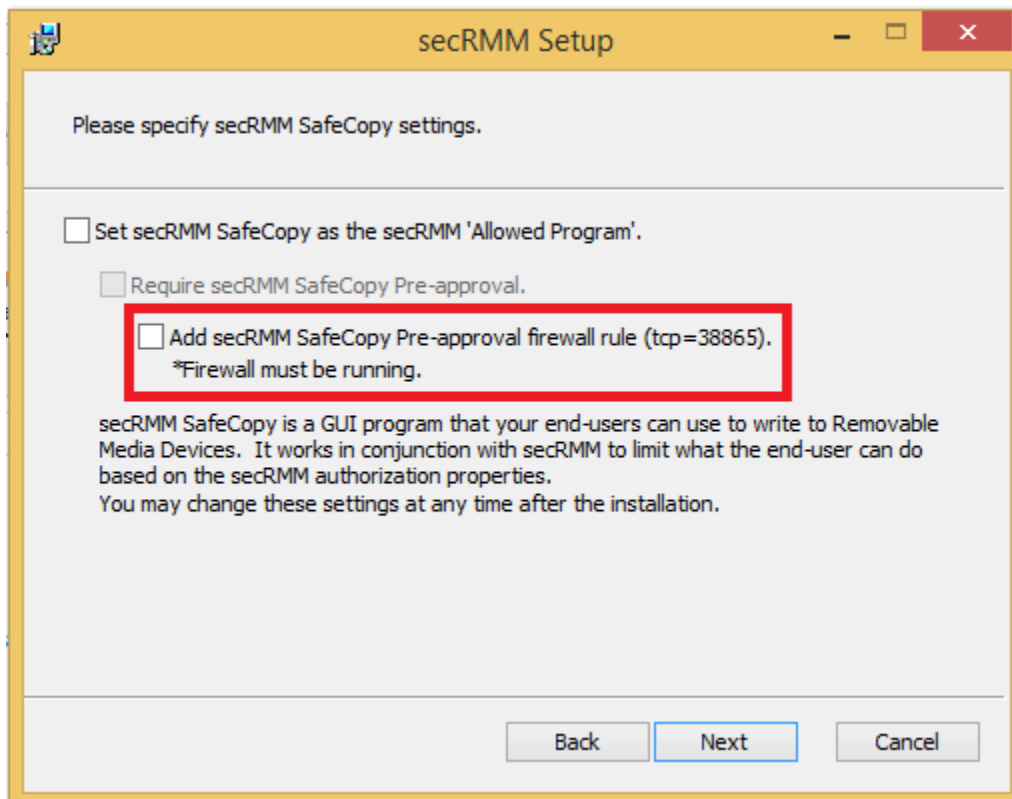 secRMM Setup
Please specify secRMM SafeCopy settings.
Set secRMM SafeCopy as the secRMM 'Allowed Program'.
Require secRMM SafeCopy Pre-approval.
Add secRMM SafeCopy Pre-approval firewall rule (tcp=38865).
*Firewall must be running.
secRMM SafeCopy is a GUI program that your end-users can use to write to Removable
Media Devices.  It works in conjunction with secRMM to limit what the end-user can do
based on the secRMM authorization properties.
You may change these settings at any time after the installation.
Back Next Cancel